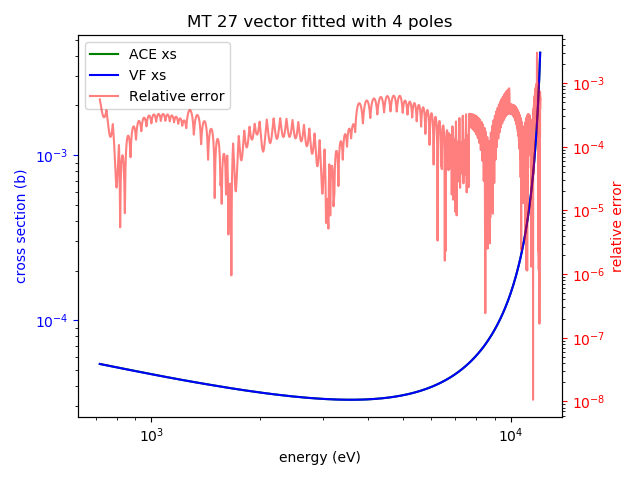 MT 27 vector fitted with 4 poles
ACE xs
VF xs
Relative error
cross section (b)
10⁻³
10⁻⁴
relative error
10⁻³
10⁻⁴
10⁻⁵
10⁻⁶
10⁻⁷
10⁻⁸
10³
10⁴
energy (eV)